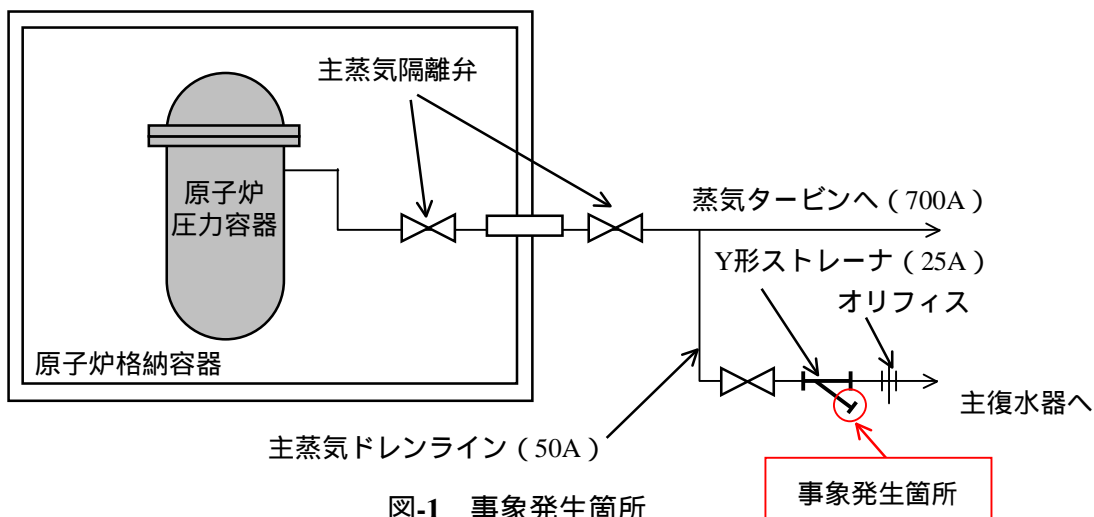 主蒸気隔離弁
原子炉
圧力容器
蒸気タービンへ（700A）
Y形ストレーナ（25A）
オリフィス
原子炉格納容器
主復水器へ
主蒸気ドレンライン（50A）
図-1　事象発生箇所
事象発生箇所